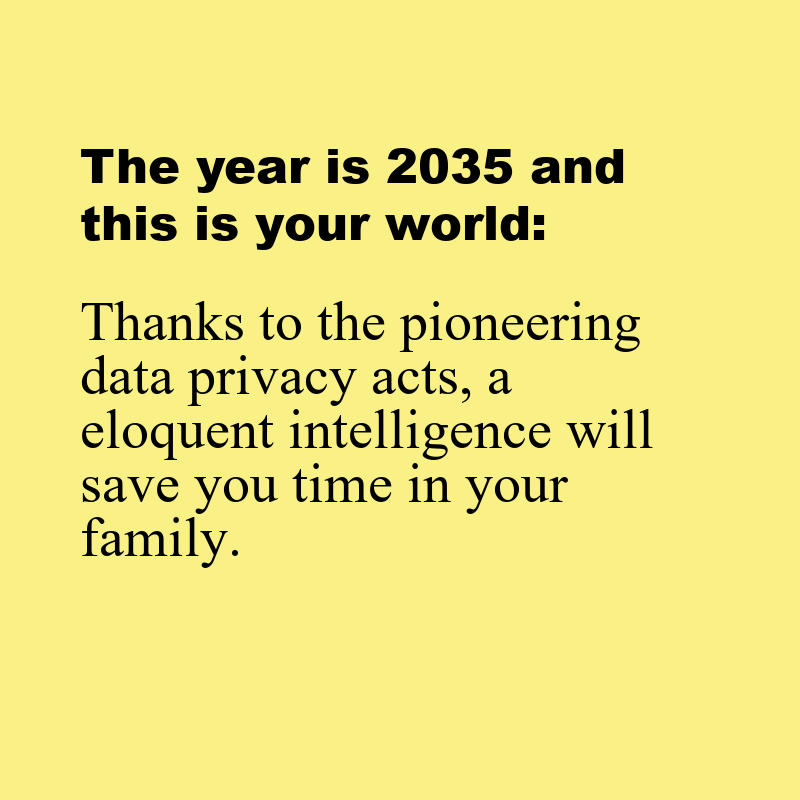 The year is 2035 and
this is your world:
Thanks to the pioneering
data privacy acts, a
eloquent intelligence will
save you time in your
family.